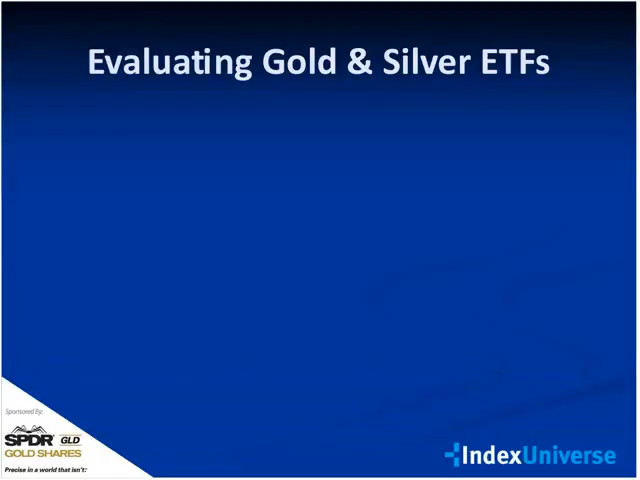 Evaluating Gold & Silver ETFs
Sponsored By:
SPDR® GLD
GOLD SHARES
Precise in a world that isn't.®
IndexUniverse